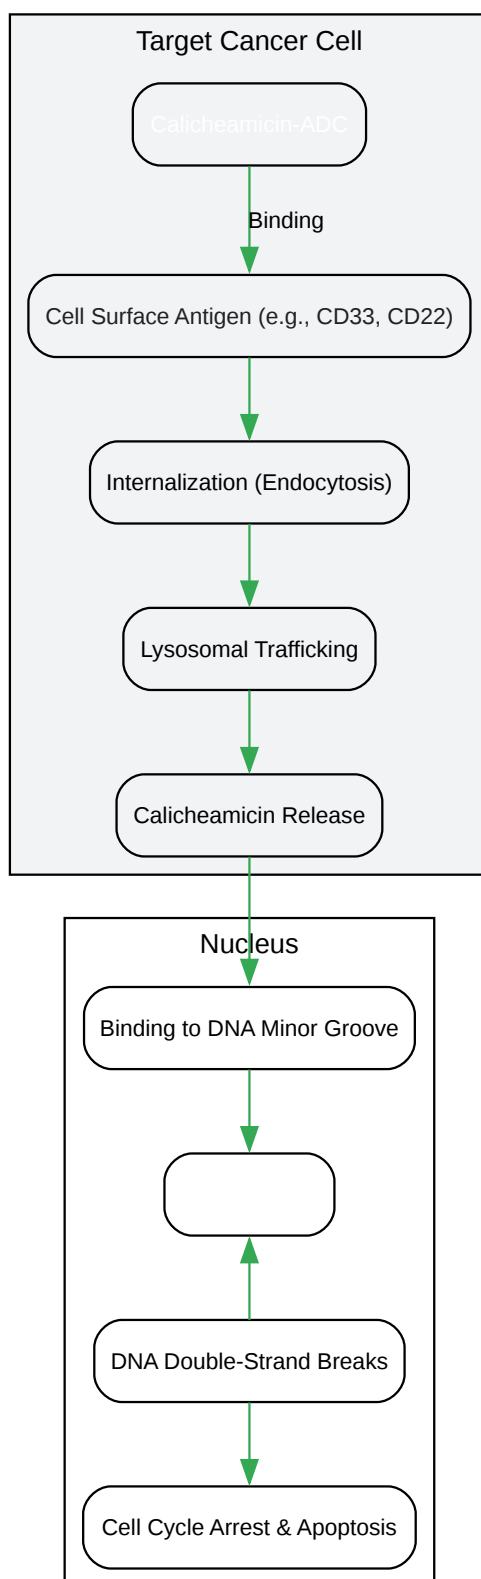 Target Cancer Cell
Calicheamicin-ADC
Binding
Cell Surface Antigen (e.g., CD33, CD22)
Internalization (Endocytosis)
Lysosomal Trafficking
Calicheamicin Release
Nucleus
Binding to DNA Minor Groove
DNA Double-Strand Breaks
Cell Cycle Arrest & Apoptosis